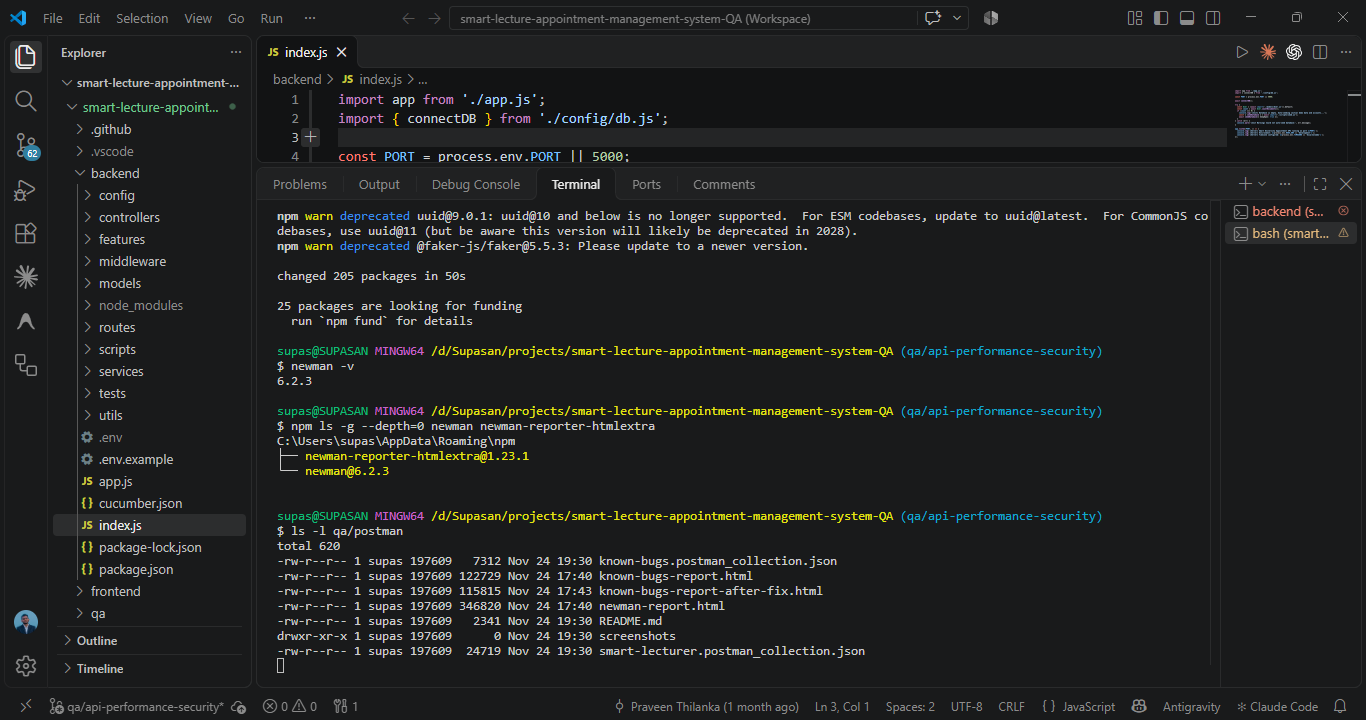 File Edit Selection View Go Run ··· smart-lecture-appointment-management-system-QA (Workspace)
Explorer ···
smart-lecture-appointment-...
smart-lecture-appoint...
.github
.vscode
backend
config
controllers
features
middleware
models
node_modules
routes
scripts
services
tests
utils
.env
.env.example
JS app.js
{} cucumber.json
JS index.js
{} package-lock.json
{} package.json
frontend
qa
Outline
Timeline
62
JS index.js
backend > JS index.js > ...
1 import app from './app.js';
2 import { connectDB } from './config/db.js';
3
4 const PORT = process.env.PORT || 5000;
Problems Output Debug Console Terminal Ports Comments
npm warn deprecated uuid@9.0.1: uuid@10 and below is no longer supported. For ESM codebases, update to uuid@latest. For CommonJS co
debases, use uuid@11 (but be aware this version will likely be deprecated in 2028).
npm warn deprecated @faker-js/faker@5.5.3: Please update to a newer version.
changed 205 packages in 50s
25 packages are looking for funding
run `npm fund` for details
supas@SUPASAN MINGW64 /d/Supasan/projects/smart-lecture-appointment-management-system-QA (qa/api-performance-security)
$ newman -v
6.2.3
supas@SUPASAN MINGW64 /d/Supasan/projects/smart-lecture-appointment-management-system-QA (qa/api-performance-security)
$ npm ls -g --depth=0 newman newman-reporter-htmlextra
C:\Users\supas\AppData\Roaming\npm
├── newman-reporter-htmlextra@1.23.1
└── newman@6.2.3
supas@SUPASAN MINGW64 /d/Supasan/projects/smart-lecture-appointment-management-system-QA (qa/api-performance-security)
$ ls -l qa/postman
total 620
-rw-r--r-- 1 supas 197609 7312 Nov 24 19:30 known-bugs.postman_collection.json
-rw-r--r-- 1 supas 197609 122729 Nov 24 17:40 known-bugs-report.html
-rw-r--r-- 1 supas 197609 115815 Nov 24 17:43 known-bugs-report-after-fix.html
-rw-r--r-- 1 supas 197609 346820 Nov 24 17:40 newman-report.html
-rw-r--r-- 1 supas 197609 2341 Nov 24 19:30 README.md
drwxr-xr-x 1 supas 197609 0 Nov 24 19:30 screenshots
-rw-r--r-- 1 supas 197609 24719 Nov 24 19:30 smart-lecturer.postman_collection.json
backend (s...
bash (smart...
qa/api-performance-security* 0 0 1 Praveen Thilanka (1 month ago) Ln 3, Col 1 Spaces: 2 UTF-8 CRLF {} JavaScript Antigravity Claude Code